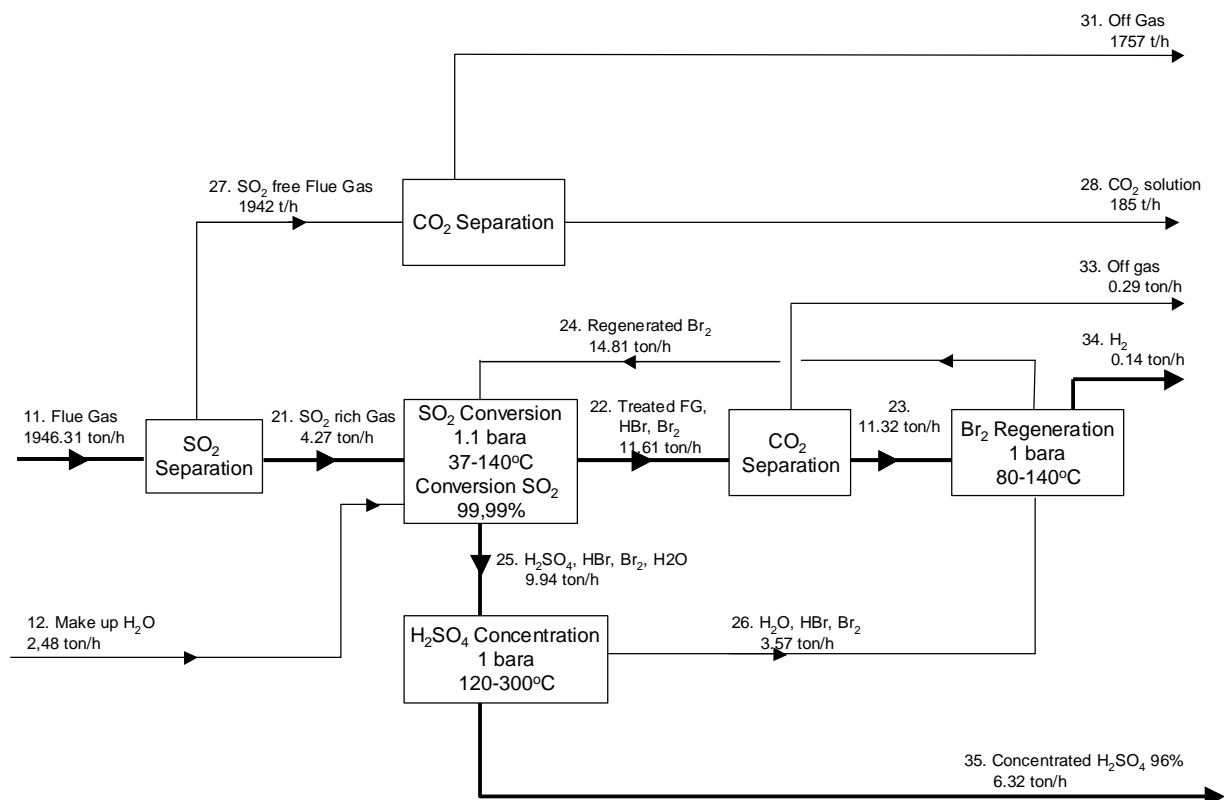 31. Off Gas
1757 t/h
27. SO2 free Flue Gas
1942 t/h
CO2 Separation
28. CO2 solution
185 t/h
33. Off gas
0.29 ton/h
24. Regenerated Br2
14.81 ton/h
34. H2
0.14 ton/h
11. Flue Gas
1946.31 ton/h
SO2
Separation
21. SO2 rich Gas
4.27 ton/h
SO2 Conversion
1.1 bara
37-140oC
Conversion SO2
99,99%
22. Treated FG,
HBr, Br2
11.61 ton/h
CO2
Separation
23.
11.32 ton/h
Br2 Regeneration
1 bara
80-140oC
25. H2SO4, HBr, Br2, H2O
9.94 ton/h
12. Make up H2O
2,48 ton/h
H2SO4 Concentration
1 bara
120-300oC
26. H2O, HBr, Br2
3.57 ton/h
35. Concentrated H2SO4 96%
6.32 ton/h